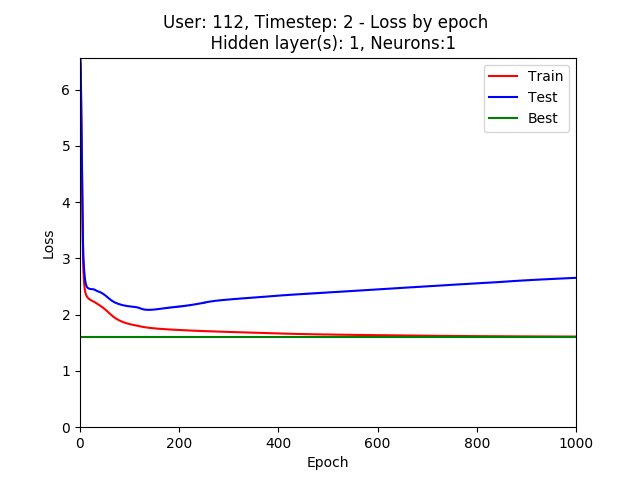 User: 112, Timestep: 2 - Loss by epoch
Hidden layer(s): 1, Neurons:1
Train
Test
Best
Loss
6
5
4
3
2
1
0
0 200 400 600 800 1000
Epoch